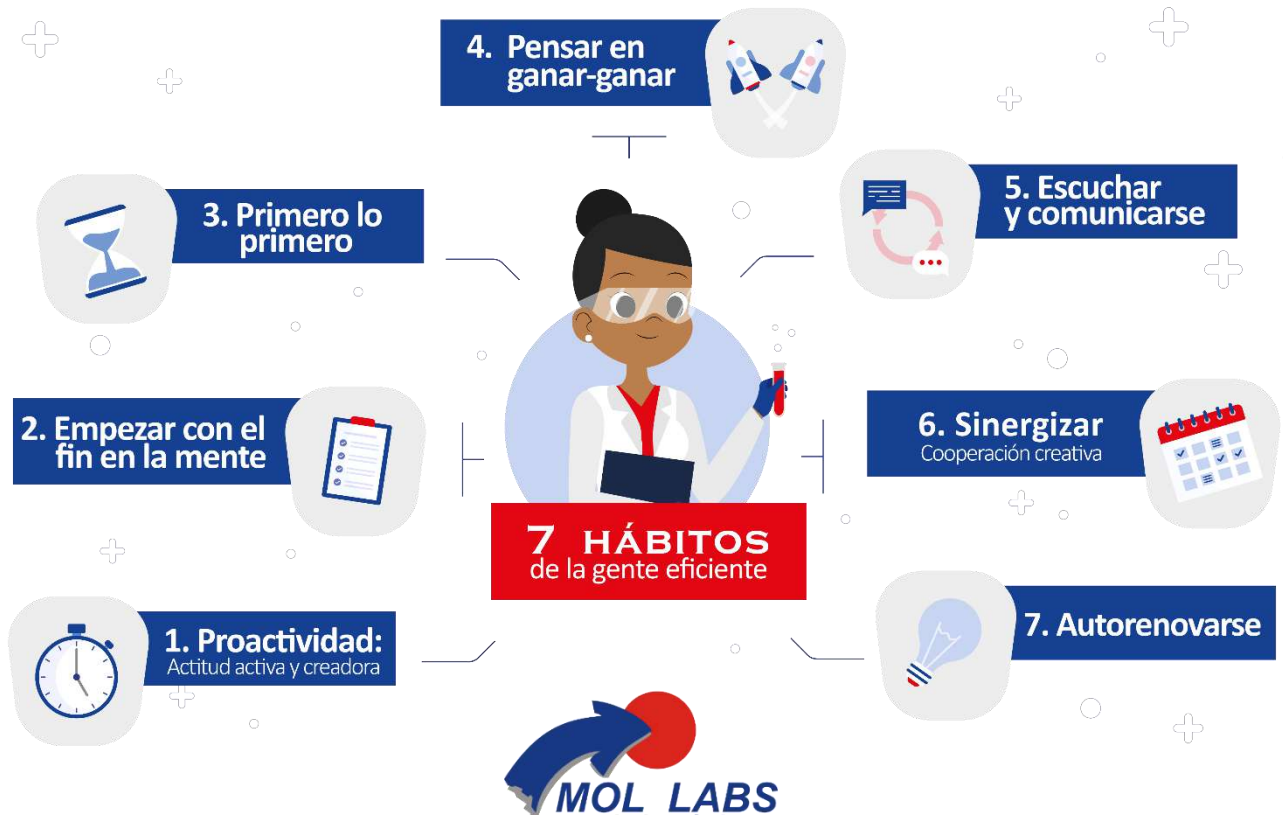 4. Pensar en
ganar-ganar
3. Primero lo
primero
5. Escuchar
y comunicarse
2. Empezar con el
fin en la mente
6. Sinergizar
Cooperación creativa
7 HÁBITOS
de la gente eficiente
1. Proactividad:
Actitud activa y creadora
7. Autorenovarse
MOL LABS